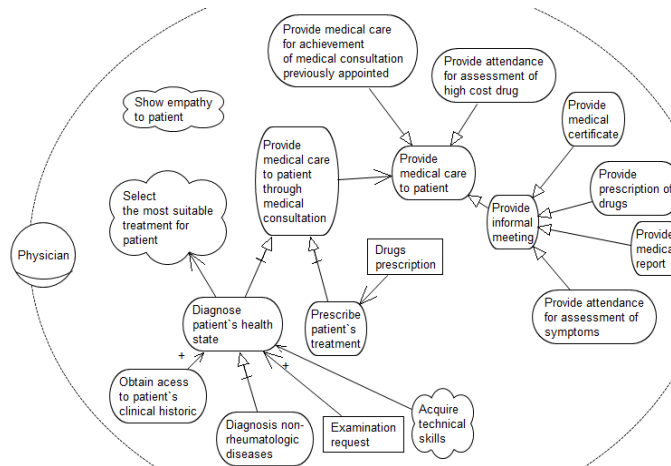 Provide medical care
for achievement
of medical consultation
previously appointed
Provide attendance
for assessment of
high cost drug
Show empathy
to patient
Provide
medical
certificate
Provide
medical care
to patient
through
medical
consultation
Provide
medical care
to patient
Select
the most suitable
treatment for
patient
Provide
prescription of
drugs
Provide
informal
meeting
Provide
medical
report
Physician
Drugs
prescription
Diagnose
patient`s health
state
Prescribe
patient`s
treatment
Provide attendance
for assessment of
symptoms
+
+
Obtain acess
to patient`s
clinical historic
Acquire
technical
skills
Diagnosis non-
rheumatologic
diseases
Examination
request